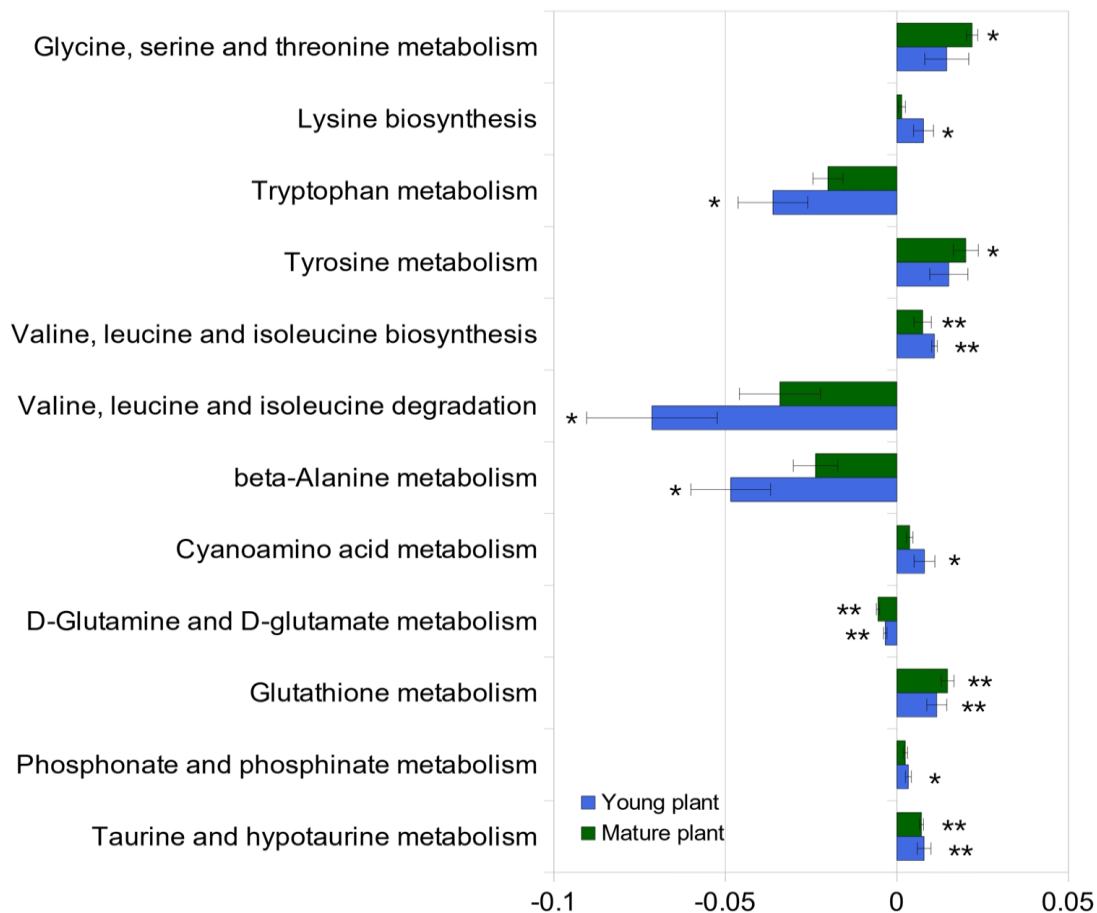 Glycine, serine and threonine metabolism *
Lysine biosynthesis *
Tryptophan metabolism *
Tyrosine metabolism *
Valine, leucine and isoleucine biosynthesis **
**
Valine, leucine and isoleucine degradation *
beta-Alanine metabolism *
Cyanoamino acid metabolism *
D-Glutamine and D-glutamate metabolism **
**
Glutathione metabolism **
**
Phosphonate and phosphinate metabolism *
Young plant
Mature plant
Taurine and hypotaurine metabolism **
**
-0.1 -0.05 0 0.05